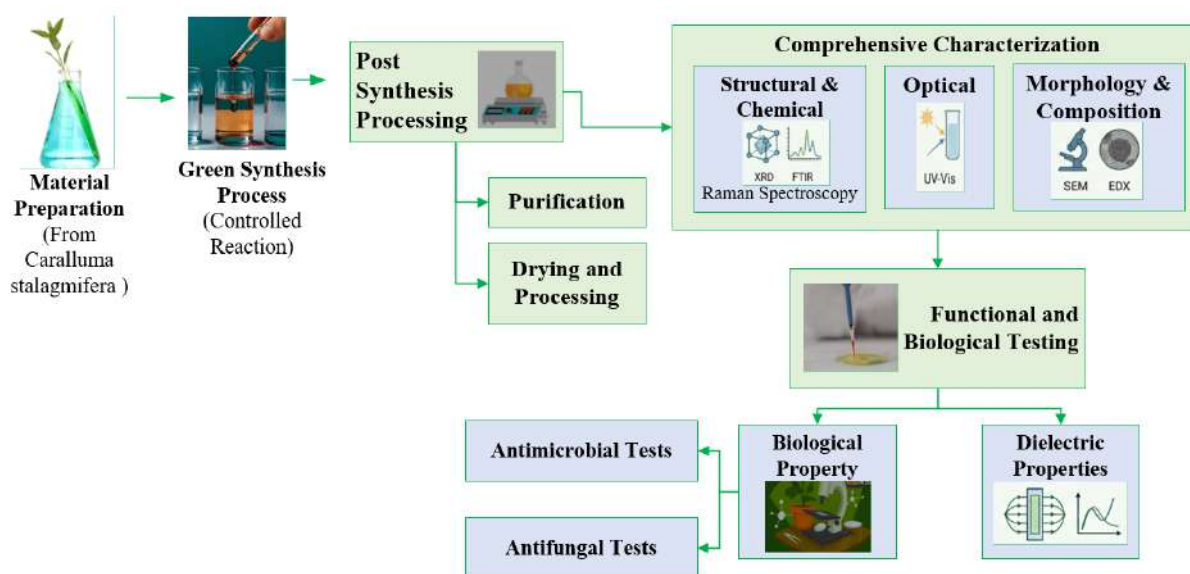 Material
Preparation
(From
Caralluma
stalagmifera )
Green Synthesis
Process
(Controlled
Reaction)
Post
Synthesis
Processing
Purification
Drying and
Processing
Comprehensive Characterization
Structural &
Chemical
XRD FTIR
Raman Spectroscopy
Optical
UV-Vis
Morphology &
Composition
SEM EDX
Functional and
Biological Testing
Biological
Property
Dielectric
Properties
Antimicrobial Tests
Antifungal Tests